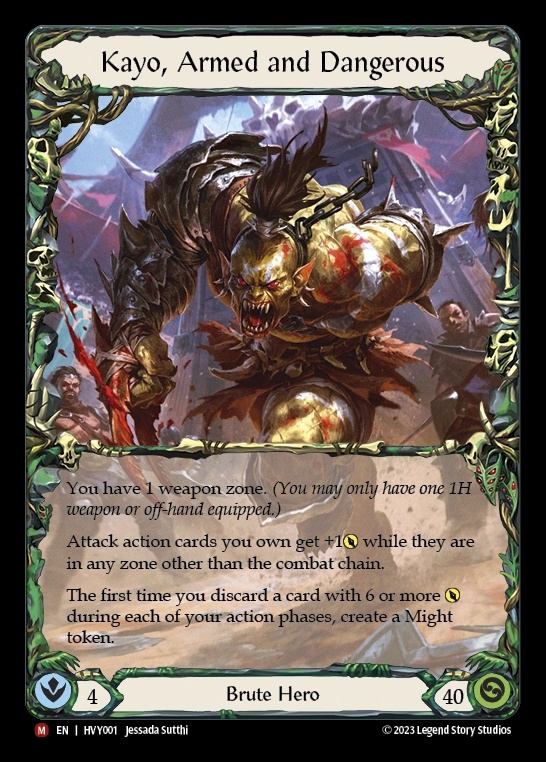 Kayo, Armed and Dangerous
You have 1 weapon zone. (You may only have one 1H
weapon or off-hand equipped.)
Attack action cards you own get +1 while they are
in any zone other than the combat chain.
The first time you discard a card with 6 or more
during each of your action phases, create a Might
token.
4
Brute Hero
40
M EN | HVY001 Jessada Sutthi
© 2023 Legend Story Studios